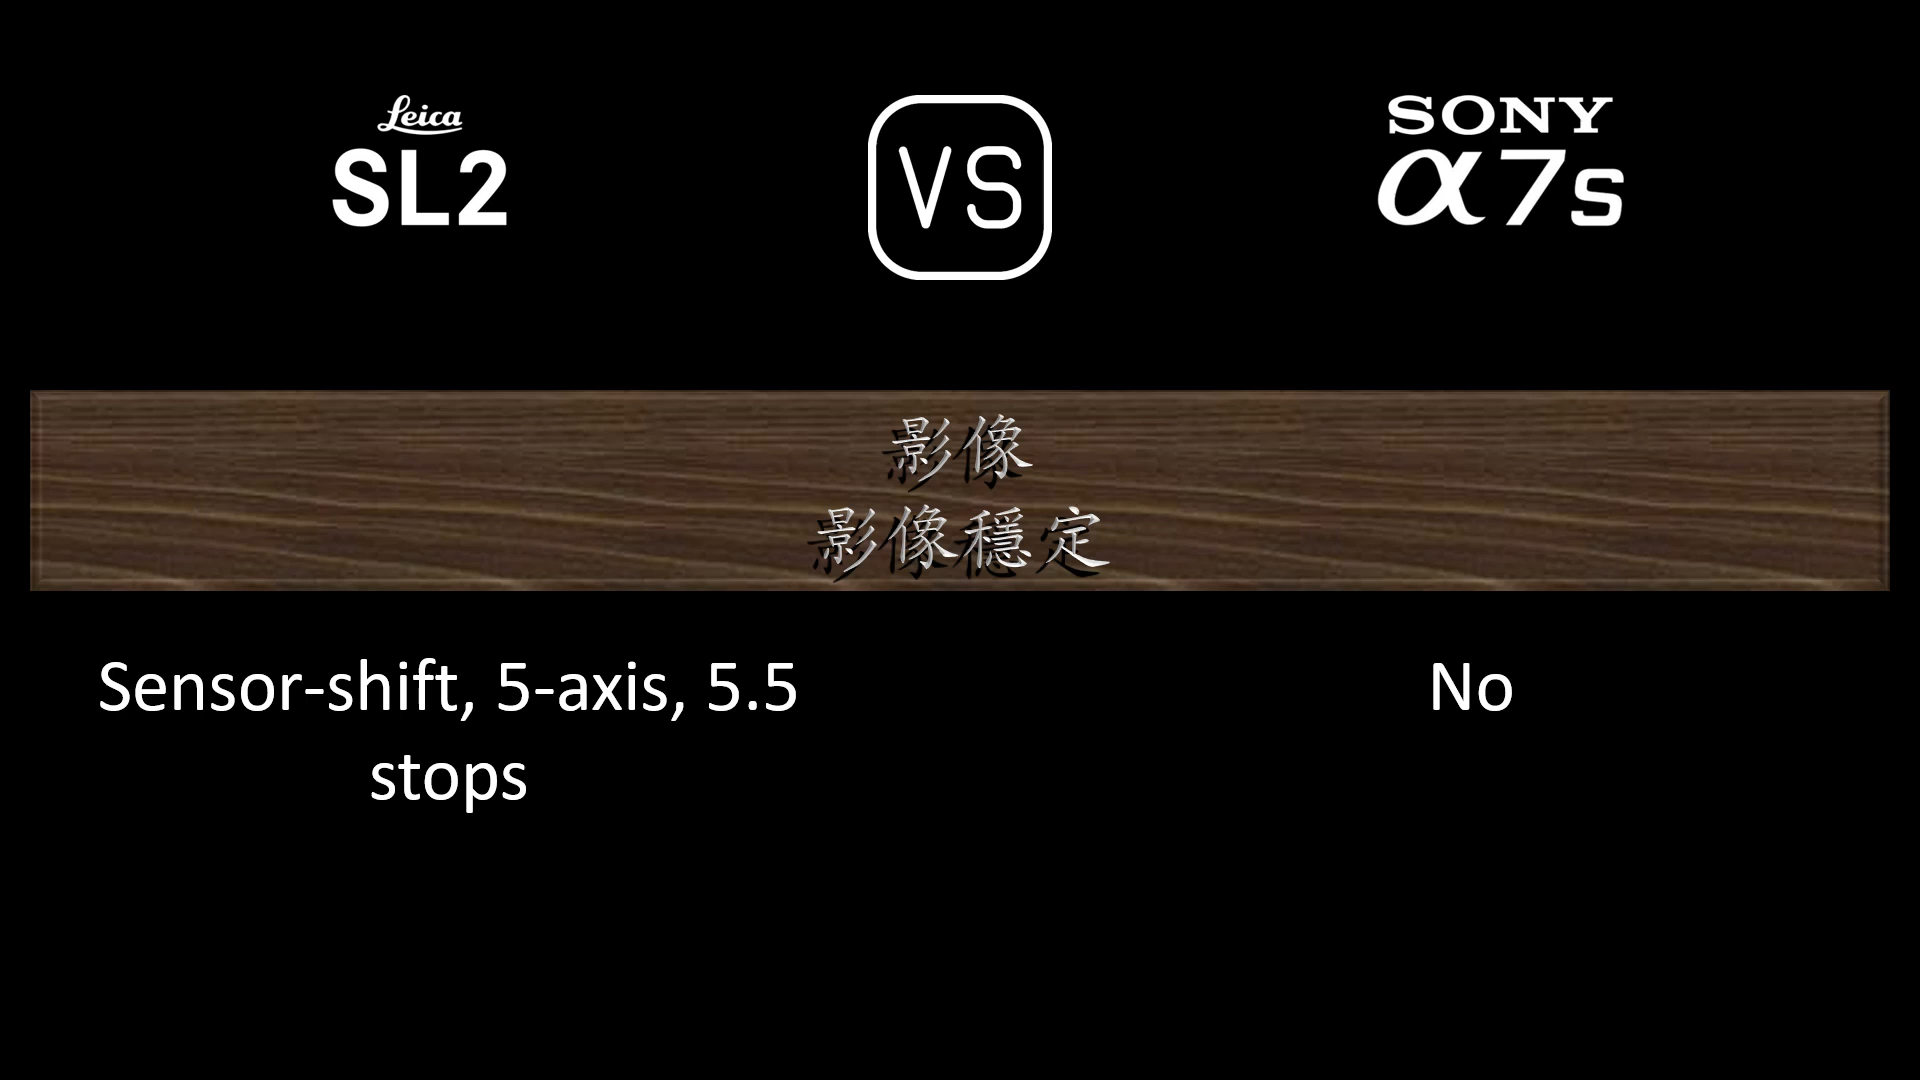 Leica
SL2
VS
SONY
α7s
影像
影像穩定
Sensor-shift, 5-axis, 5.5
stops
No